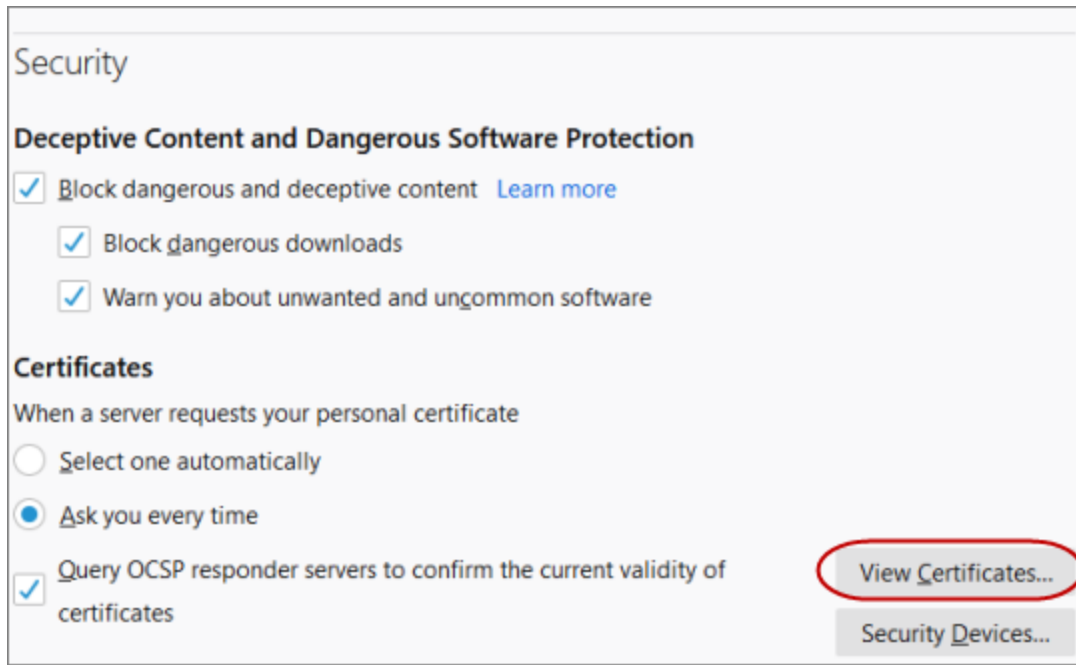 Security
Deceptive Content and Dangerous Software Protection
Block dangerous and deceptive content Learn more
Block dangerous downloads
Warn you about unwanted and uncommon software
Certificates
When a server requests your personal certificate
Select one automatically
Ask you every time
Query OCSP responder servers to confirm the current validity of
certificates
View Certificates...
Security Devices...